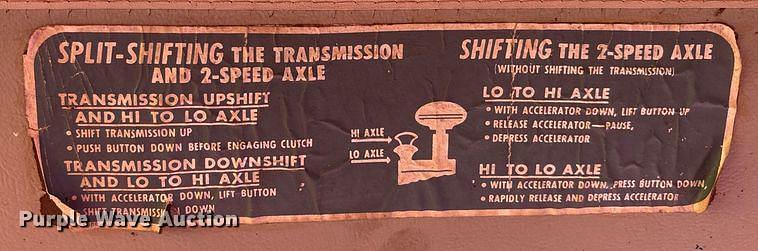 SPLIT-SHIFTING THE TRANSMISSION
AND 2-SPEED AXLE
TRANSMISSION UPSHIFT
AND HI TO LO AXLE
• SHIFT TRANSMISSION UP
• PUSH BUTTON DOWN BEFORE ENGAGING CLUTCH
TRANSMISSION DOWNSHIFT
AND LO TO HI AXLE
• WITH ACCELERATOR DOWN, LIFT BUTTON
SHIFT TRANSMISSION DOWN
HI AXLE
LO AXLE
SHIFTING THE 2-SPEED AXLE
(WITHOUT SHIFTING THE TRANSMISSION)
LO TO HI AXLE
• WITH ACCELERATOR DOWN, LIFT BUTTON UP
• RELEASE ACCELERATOR—PAUSE,
• DEPRESS ACCELERATOR
HI TO LO AXLE
• WITH ACCELERATOR DOWN, PRESS BUTTON DOWN,
• RAPIDLY RELEASE AND DEPRESS ACCELERATOR
Purple Wave Auction